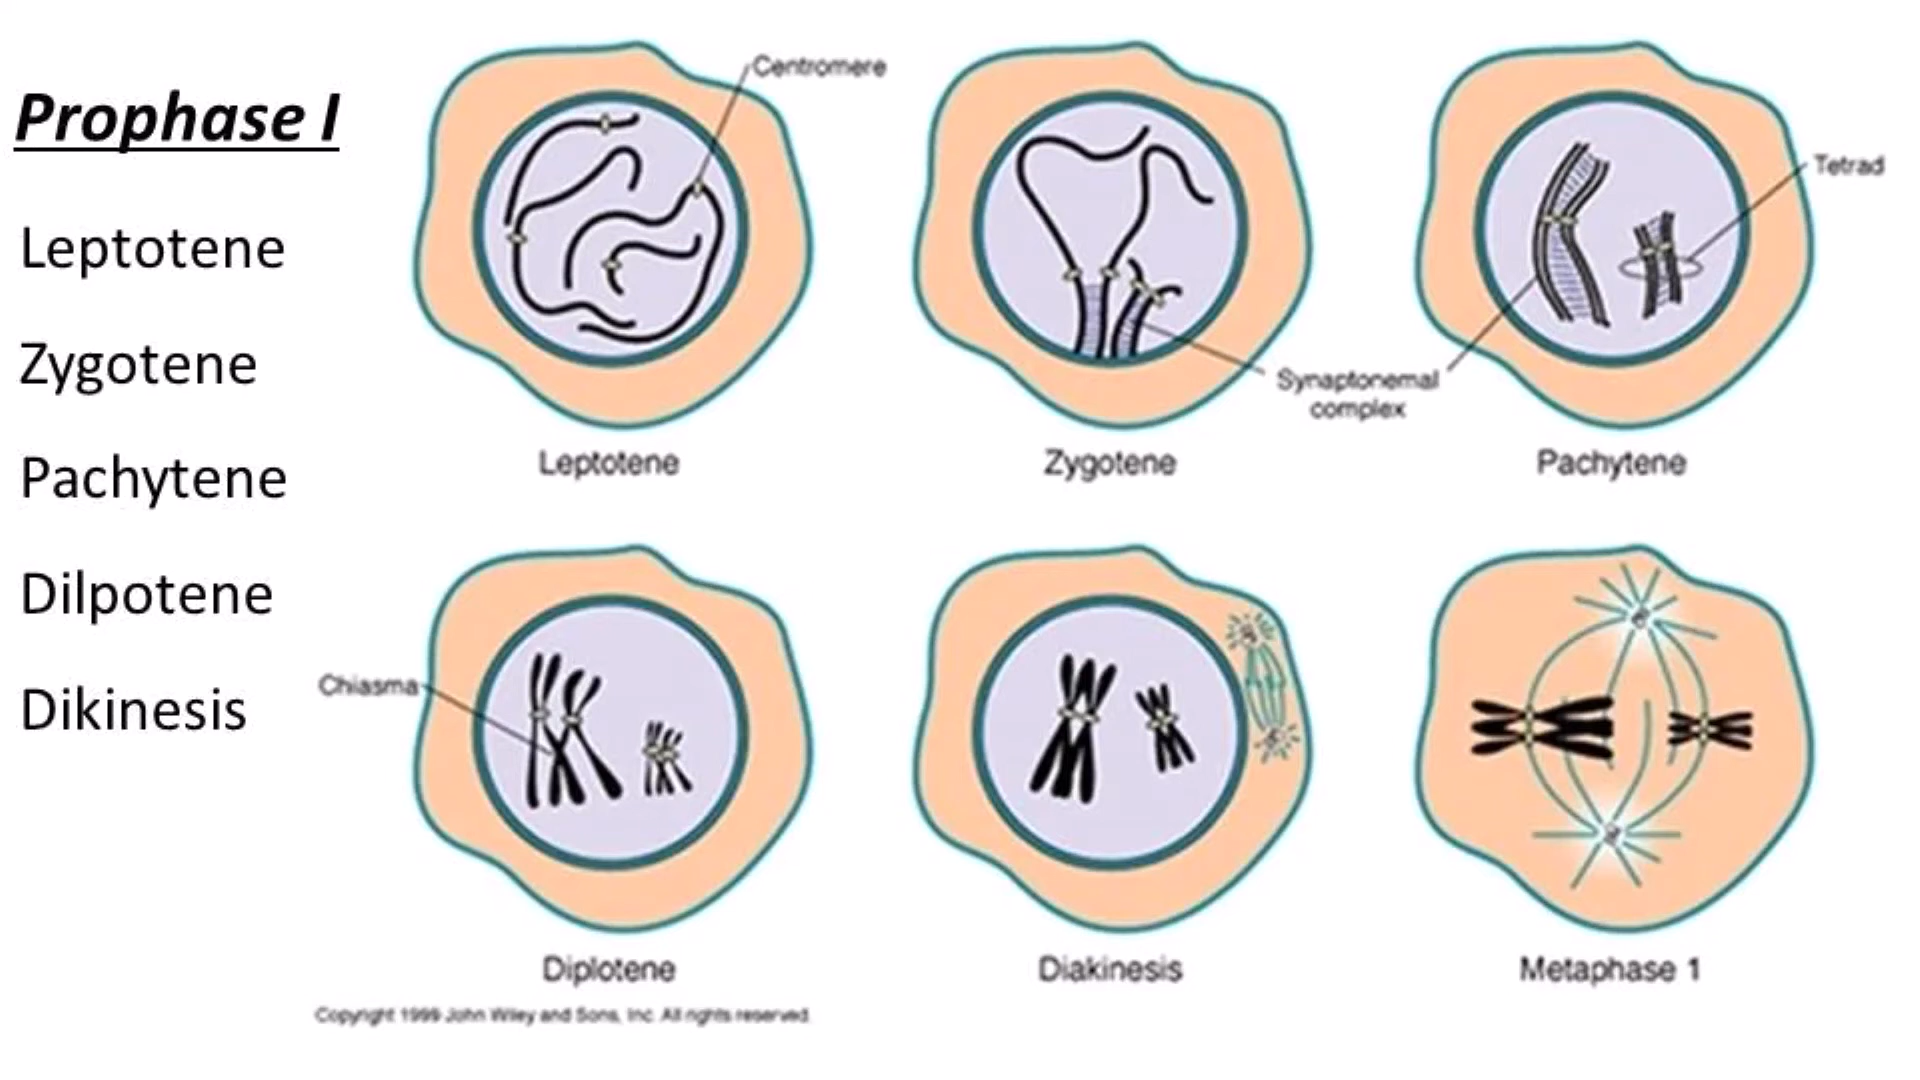 Prophase I
Leptotene
Zygotene
Pachytene
Dilpotene
Dikinesis
Centromere
Tetrad
Synaptonemal
complex
Leptotene
Zygotene
Pachytene
Chiasma
Diplotene
Diakinesis
Metaphase 1
Copyright 1999 John Wiley and Sons, Inc. All rights reserved.